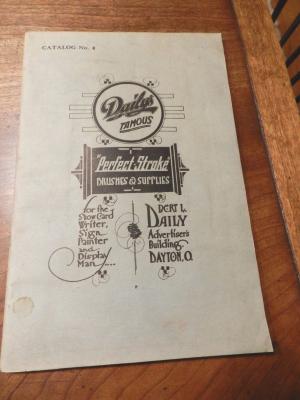 CATALOG No. 4
Daily's
FAMOUS
"Perfect Stroke"
BRUSHES & SUPPLIES
for the
Show Card
Writer,
Sign
Painter
and
Display
Man....
BERT L.
DAILY
Advertiser's
Building
DAYTON, O.